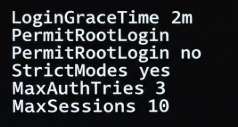 LoginGraceTime 2m
PermitRootLogin
PermitRootLogin no
StrictModes yes
MaxAuthTries 3
MaxSessions 10